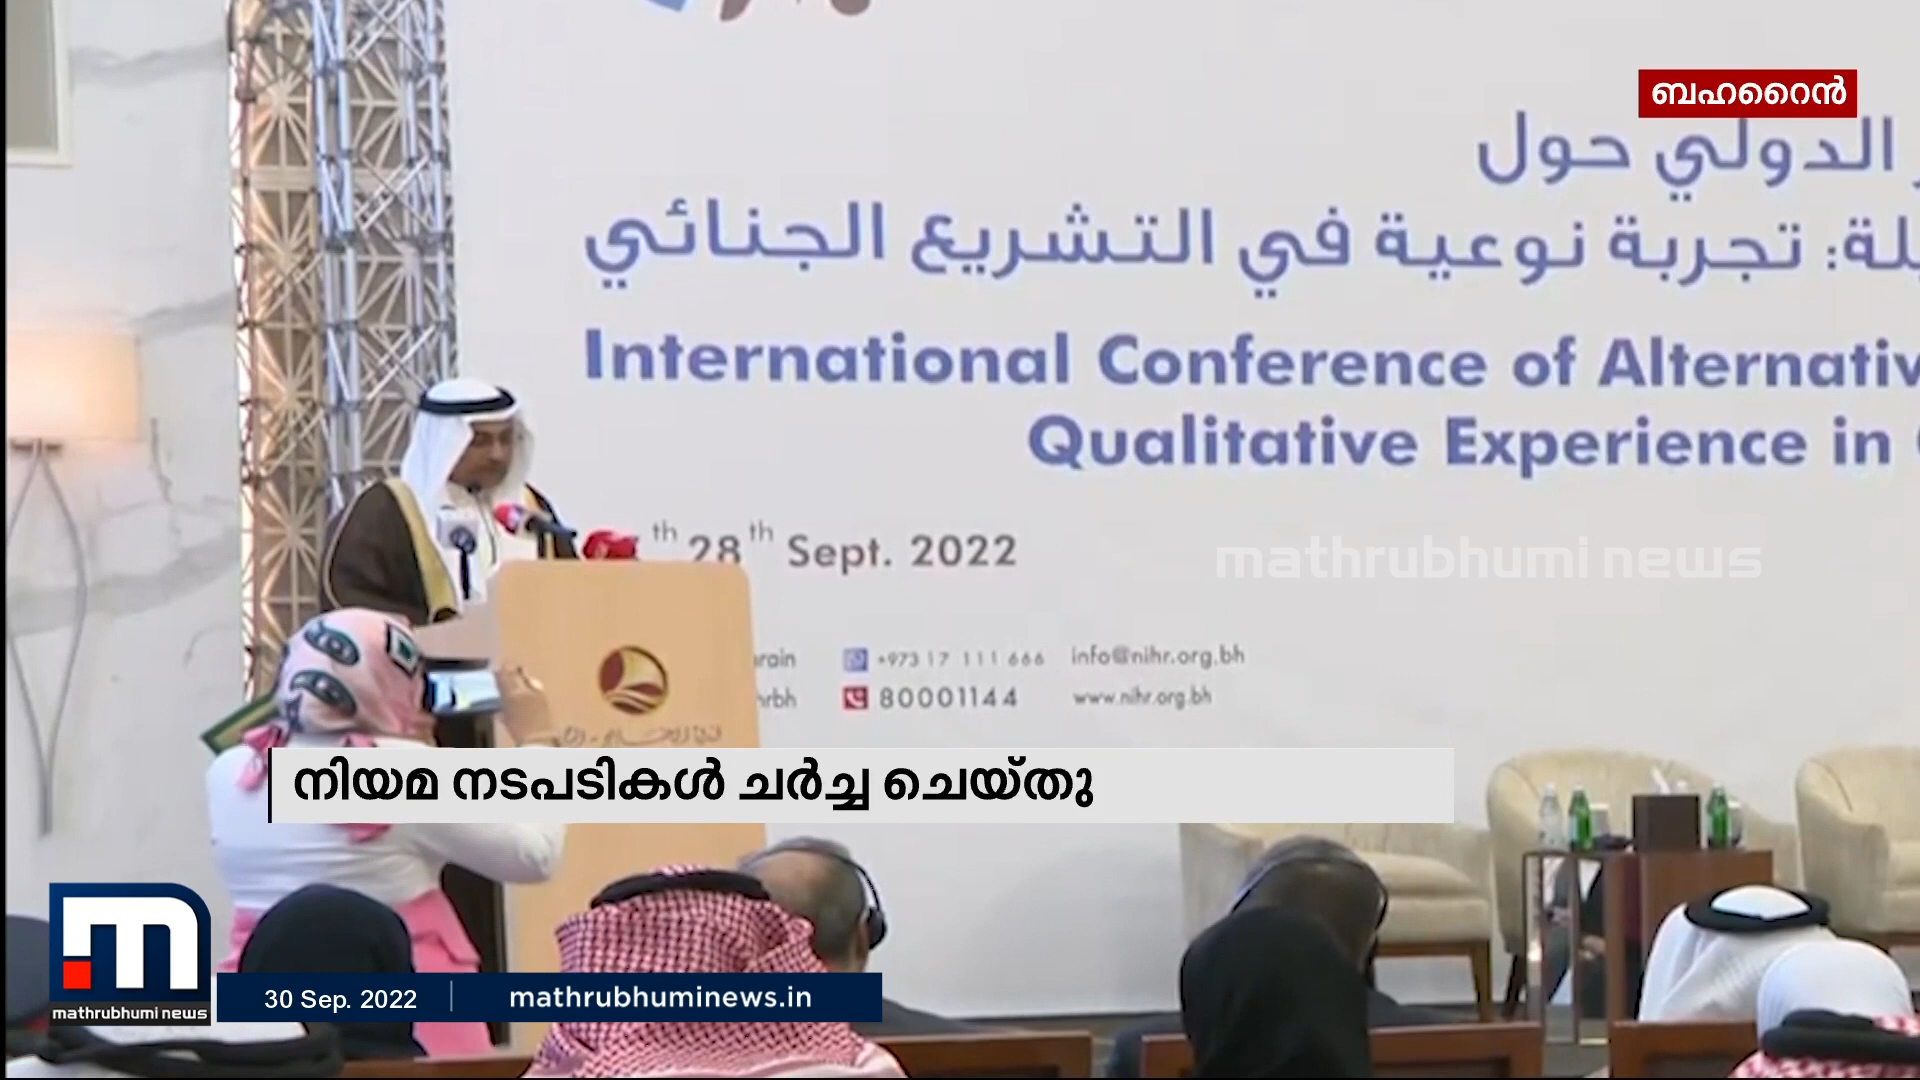 ബഹറൈൻ
الدولي حول
تجربة نوعية في التشريع الجنائي
International Conference of
Qualitative Experience in
th 28th Sept. 2022
mathrubhumi news
+973 17 111 666 info@nihr.org.bh
80001144 www.nihr.org.bh
നിയമ നടപടികൾ ചർച്ച ചെയ്തു
mathrubhumi news
30 Sep. 2022
mathrubhuminews.in